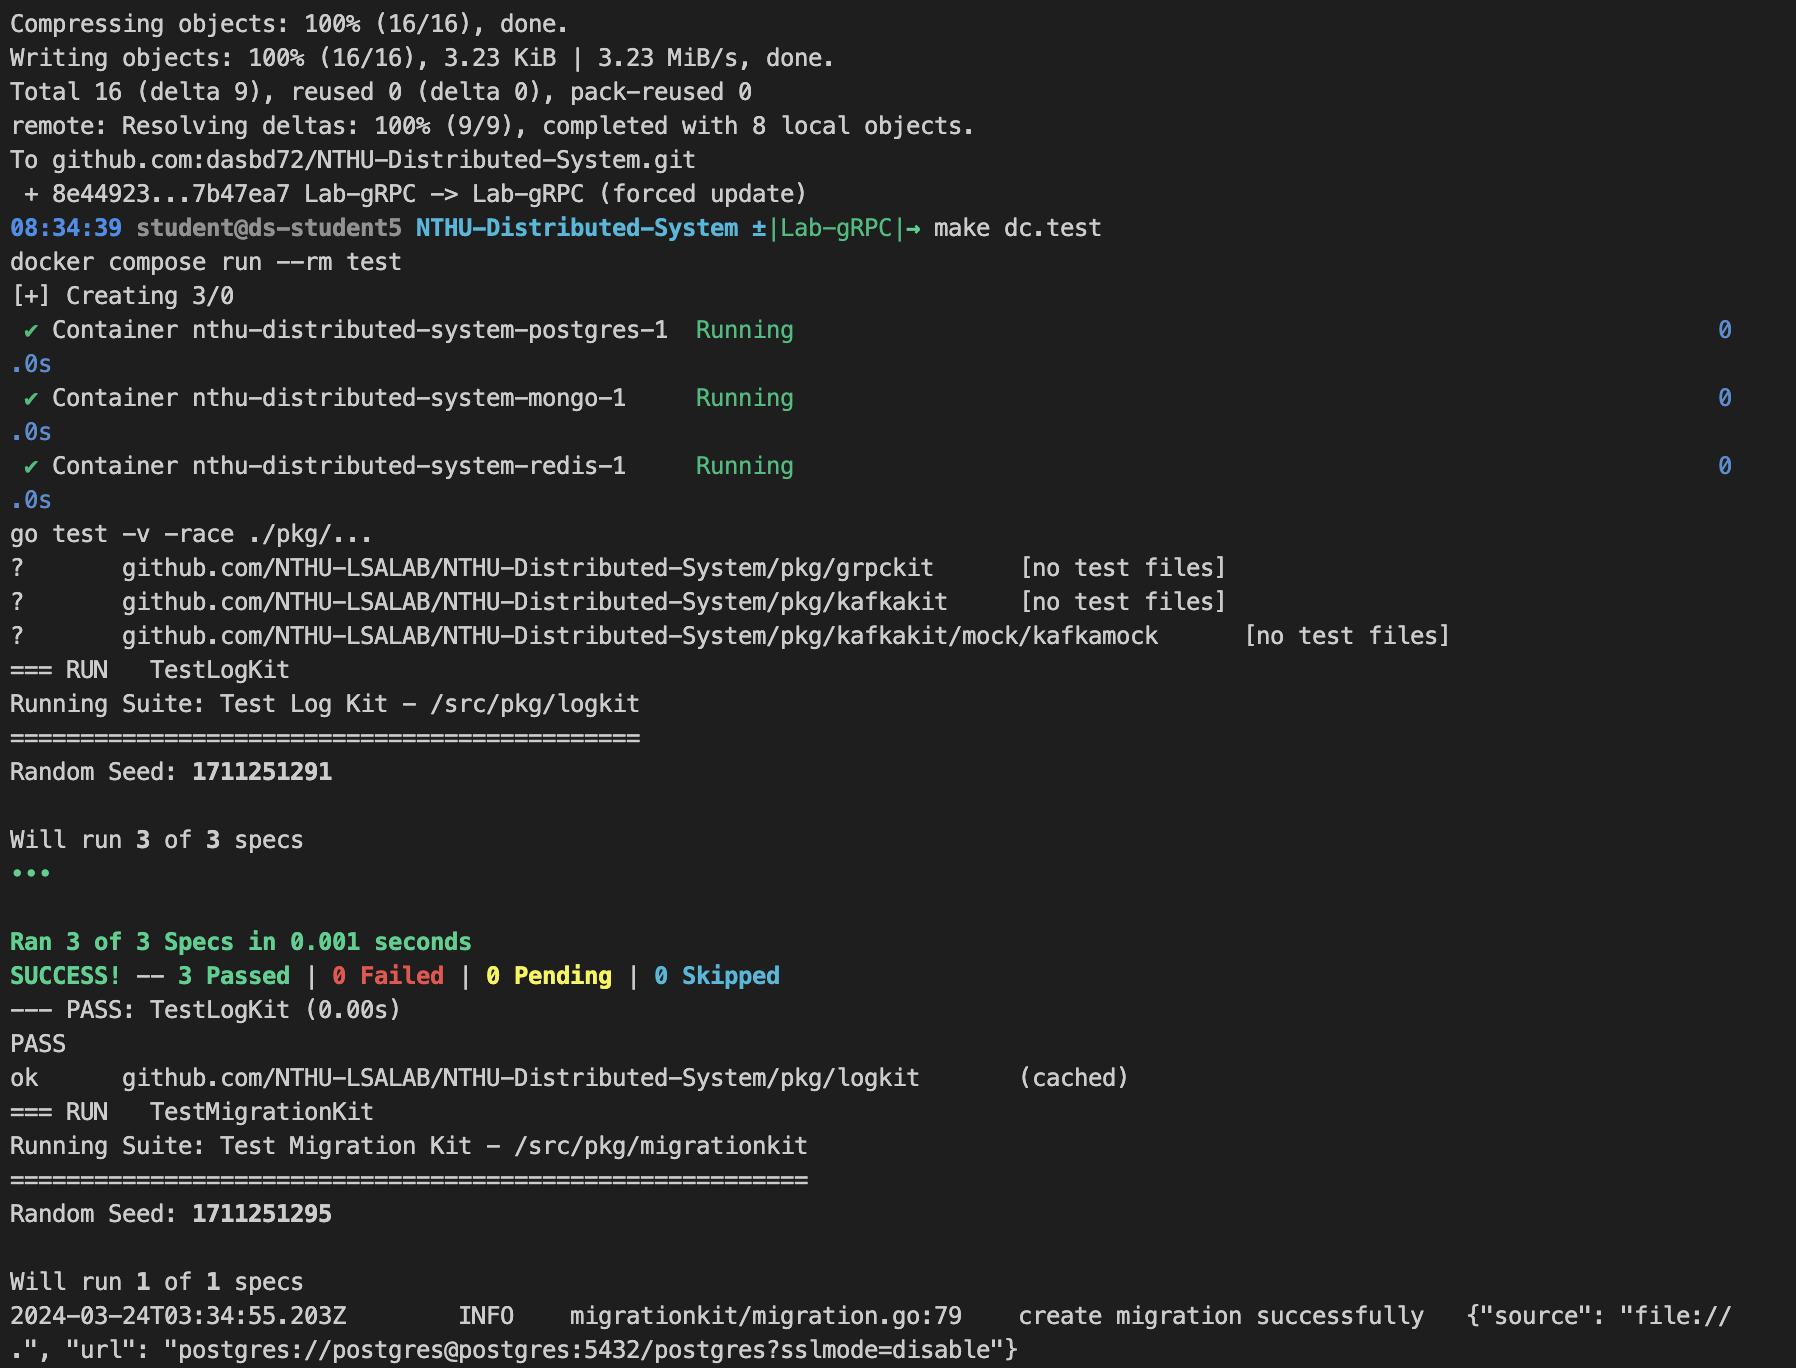 Compressing objects: 100% (16/16), done.
Writing objects: 100% (16/16), 3.23 KiB | 3.23 MiB/s, done.
Total 16 (delta 9), reused 0 (delta 0), pack-reused 0
remote: Resolving deltas: 100% (9/9), completed with 8 local objects.
To github.com:dasbd72/NTHU-Distributed-System.git
 + 8e44923...7b47ea7 Lab-gRPC -> Lab-gRPC (forced update)
08:34:39 student@ds-student5 NTHU-Distributed-System ±|Lab-gRPC|→ make dc.test
docker compose run --rm test
[+] Creating 3/0
 ✔ Container nthu-distributed-system-postgres-1  Running 0
.0s
 ✔ Container nthu-distributed-system-mongo-1     Running 0
.0s
 ✔ Container nthu-distributed-system-redis-1     Running 0
.0s
go test -v -race ./pkg/...
?       github.com/NTHU-LSALAB/NTHU-Distributed-System/pkg/grpckit      [no test files]
?       github.com/NTHU-LSALAB/NTHU-Distributed-System/pkg/kafkakit     [no test files]
?       github.com/NTHU-LSALAB/NTHU-Distributed-System/pkg/kafkakit/mock/kafkamock      [no test files]
=== RUN   TestLogKit
Running Suite: Test Log Kit - /src/pkg/logkit
=============================================
Random Seed: 1711251291
Will run 3 of 3 specs
•••
Ran 3 of 3 Specs in 0.001 seconds
SUCCESS! -- 3 Passed | 0 Failed | 0 Pending | 0 Skipped
--- PASS: TestLogKit (0.00s)
PASS
ok      github.com/NTHU-LSALAB/NTHU-Distributed-System/pkg/logkit       (cached)
=== RUN   TestMigrationKit
Running Suite: Test Migration Kit - /src/pkg/migrationkit
=========================================================
Random Seed: 1711251295
Will run 1 of 1 specs
2024-03-24T03:34:55.203Z        INFO    migrationkit/migration.go:79    create migration successfully   {"source": "file://
.", "url": "postgres://postgres@postgres:5432/postgres?sslmode=disable"}